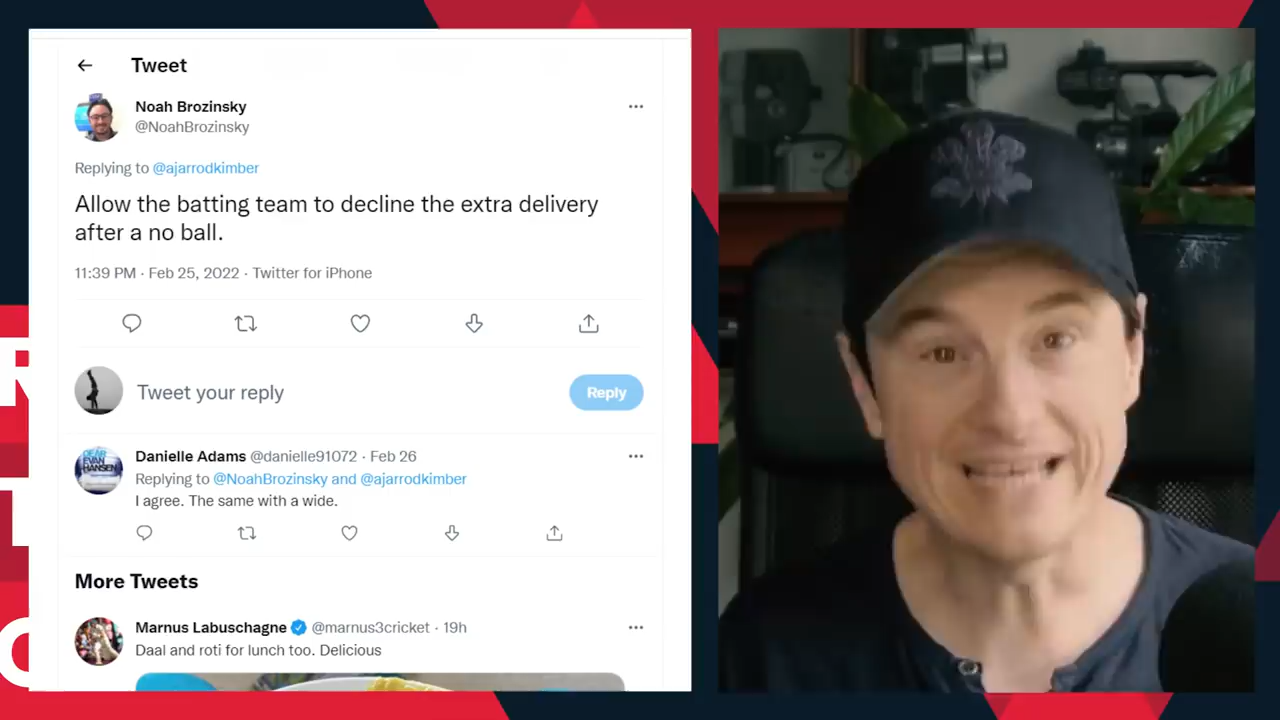 Tweet
Noah Brozinsky
@NoahBrozinsky
Replying to @ajarrodkimber
Allow the batting team to decline the extra delivery
after a no ball.
11:39 PM · Feb 25, 2022 · Twitter for iPhone
Tweet your reply
Reply
Danielle Adams @danielle91072 · Feb 26
Replying to @NoahBrozinsky and @ajarrodkimber
I agree. The same with a wide.
More Tweets
Marnus Labuschagne @marnus3cricket · 19h
Daal and roti for lunch too. Delicious
DEAR
EVAN
HANSEN